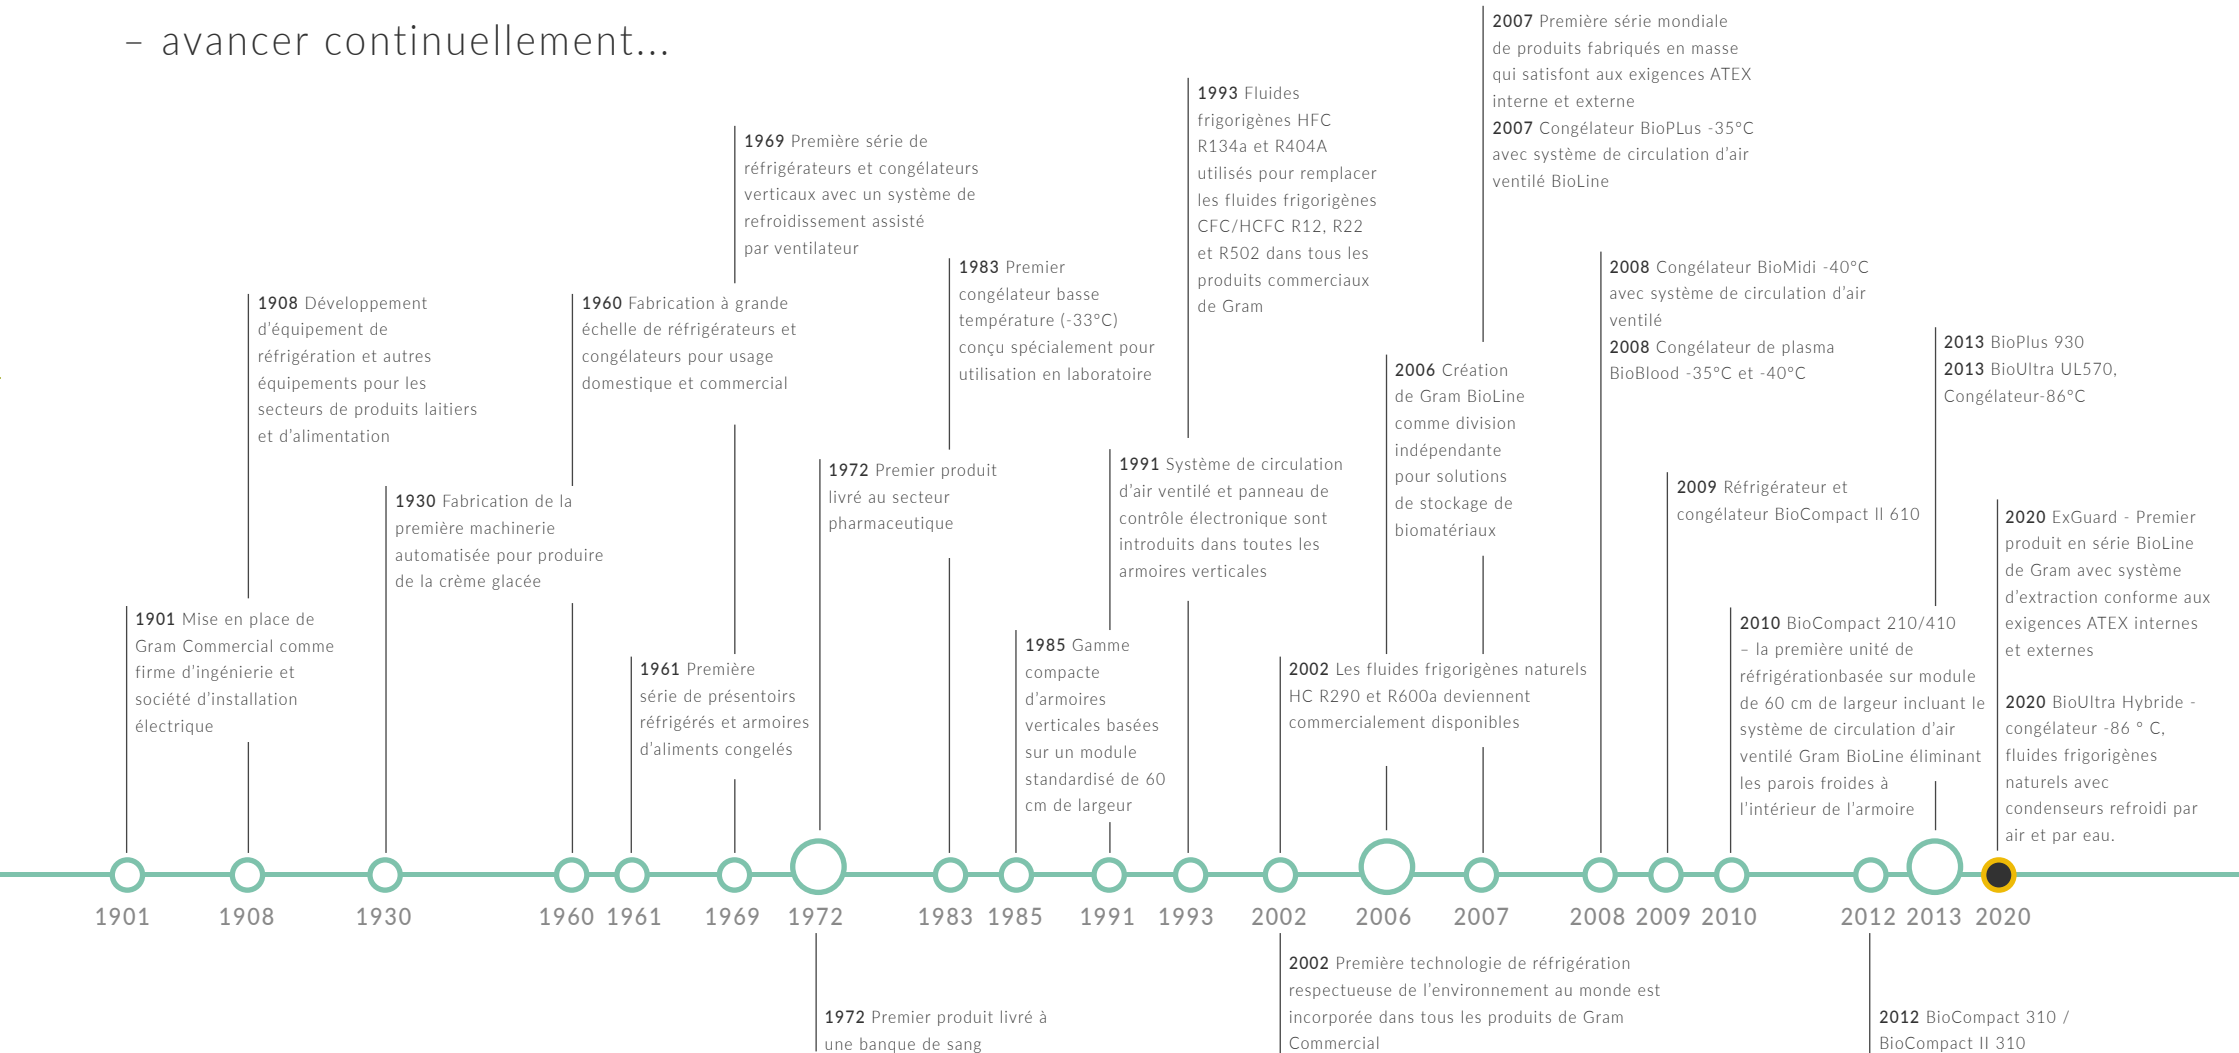 – avancer continuellement...
1901 Mise en place de
Gram Commercial comme
firme d'ingénierie et
société d'installation
électrique
1908 Développement
d'équipement de
réfrigération et autres
équipements pour les
secteurs de produits laitiers
et d'alimentation
1930 Fabrication de la
première machinerie
automatisée pour produire
de la crème glacée
1960 Fabrication à grande
échelle de réfrigérateurs et
congélateurs pour usage
domestique et commercial
1961 Première
série de présentoirs
réfrigérés et armoires
d'aliments congelés
1969 Première série de
réfrigérateurs et congélateurs
verticaux avec un système de
refroidissement assisté
par ventilateur
1972 Premier produit
livré au secteur
pharmaceutique
1983 Premier
congélateur basse
température (-33°C)
conçu spécialement pour
utilisation en laboratoire
1985 Gamme
compacte
d'armoires
verticales basées
sur un module
standardisé de 60
cm de largeur
1991 Système de circulation
d'air ventilé et panneau de
contrôle électronique sont
introduits dans toutes les
armoires verticales
1993 Fluides
frigorigènes HFC
R134a et R404A
utilisés pour remplacer
les fluides frigorigènes
CFC/HCFC R12, R22
et R502 dans tous les
produits commerciaux
de Gram
2002 Les fluides frigorigènes naturels
HC R290 et R600a deviennent
commercialement disponibles
2006 Création
de Gram BioLine
comme division
indépendante
pour solutions
de stockage de
biomatériaux
2007 Première série mondiale
de produits fabriqués en masse
qui satisfont aux exigences ATEX
interne et externe
2007 Congélateur BioPLus -35°C
avec système de circulation d'air
ventilé BioLine
2008 Congélateur BioMidi -40°C
avec système de circulation d'air
ventilé
2008 Congélateur de plasma
BioBlood -35°C et -40°C
2009 Réfrigérateur et
congélateur BioCompact II 610
2010 BioCompact 210/410
– la première unité de
réfrigérationbasée sur module
de 60 cm de largeur incluant le
système de circulation d'air
ventilé Gram BioLine éliminant
les parois froides à
l'intérieur de l'armoire
2013 BioPlus 930
2013 BioUltra UL570,
Congélateur-86°C
2020 ExGuard - Premier
produit en série BioLine
de Gram avec système
d'extraction conforme aux
exigences ATEX internes
et externes
2020 BioUltra Hybride -
congélateur -86 ° C,
fluides frigorigènes
naturels avec
condenseurs refroidi par
air et par eau.
1901 1908 1930 1960 1961 1969 1972 1983 1985 1991 1993 2002 2006 2007 2008 2009 2010 2012 2013 2020
1972 Premier produit livré à
une banque de sang
2002 Première technologie de réfrigération
respectueuse de l'environnement au monde est
incorporée dans tous les produits de Gram
Commercial
2012 BioCompact 310 /
BioCompact II 310